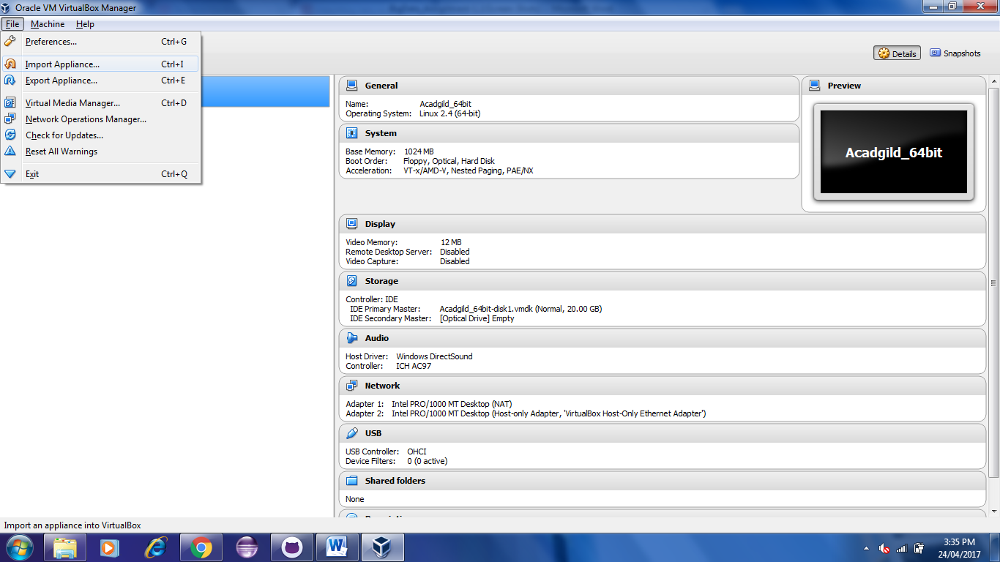 Oracle VM VirtualBox Manager
File Machine Help
Preferences... Ctrl+G
Import Appliance... Ctrl+I
Export Appliance... Ctrl+E
Virtual Media Manager... Ctrl+D
Network Operations Manager...
Check for Updates...
Reset All Warnings
Exit Ctrl+Q
Details Snapshots
General
Name: Acadgild_64bit
Operating System: Linux 2.4 (64-bit)
System
Base Memory: 1024 MB
Boot Order: Floppy, Optical, Hard Disk
Acceleration: VT-x/AMD-V, Nested Paging, PAE/NX
Preview
Acadgild_64bit
Display
Video Memory: 12 MB
Remote Desktop Server: Disabled
Video Capture: Disabled
Storage
Controller: IDE
IDE Primary Master: Acadgild_64bit-disk1.vmdk (Normal, 20.00 GB)
IDE Secondary Master: [Optical Drive] Empty
Audio
Host Driver: Windows DirectSound
Controller: ICH AC97
Network
Adapter 1: Intel PRO/1000 MT Desktop (NAT)
Adapter 2: Intel PRO/1000 MT Desktop (Host-only Adapter, 'VirtualBox Host-Only Ethernet Adapter')
USB
USB Controller: OHCI
Device Filters: 0 (0 active)
Shared folders
None
Import an appliance into VirtualBox
3:35 PM
24/04/2017